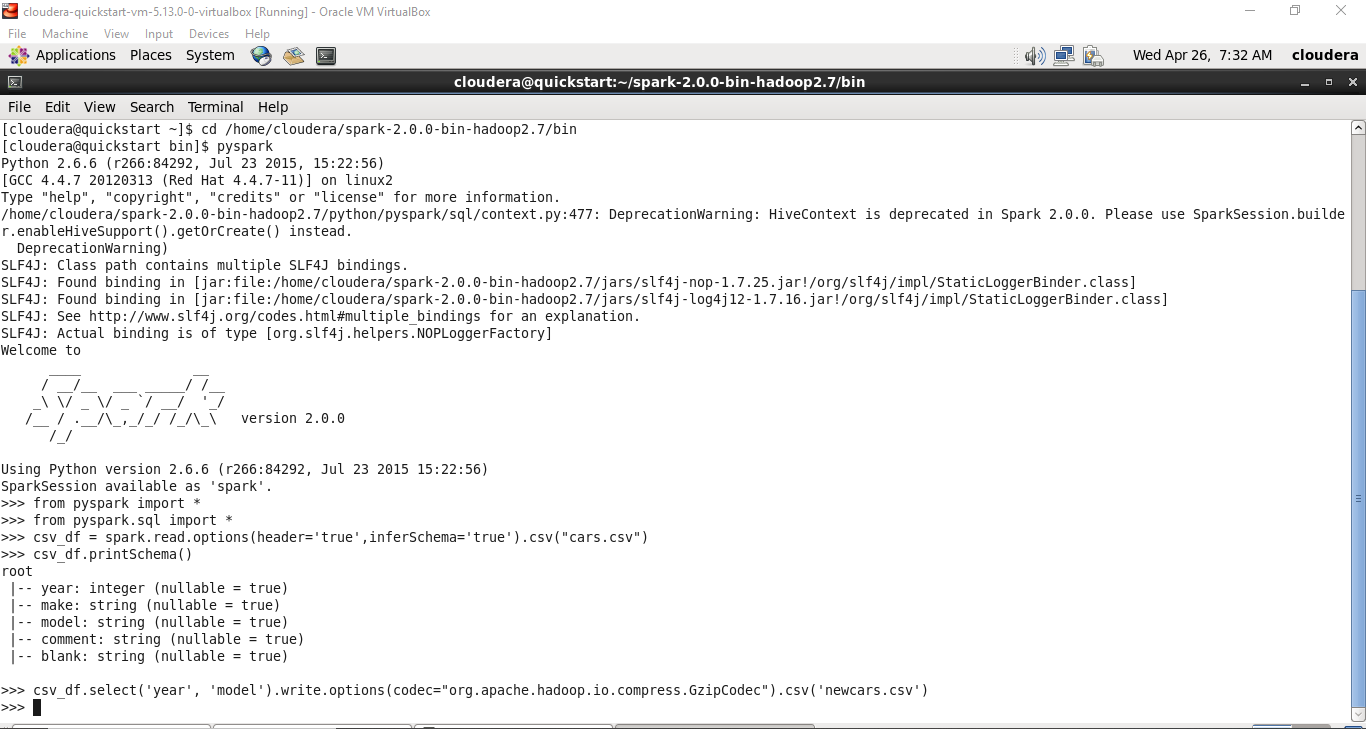 cloudera-quickstart-vm-5.13.0-0-virtualbox [Running] - Oracle VM VirtualBox
File Machine View Input Devices Help
Applications Places System Wed Apr 26, 7:32 AM cloudera
cloudera@quickstart:~/spark-2.0.0-bin-hadoop2.7/bin
File Edit View Search Terminal Help
[cloudera@quickstart ~]$ cd /home/cloudera/spark-2.0.0-bin-hadoop2.7/bin
[cloudera@quickstart bin]$ pyspark
Python 2.6.6 (r266:84292, Jul 23 2015, 15:22:56)
[GCC 4.4.7 20120313 (Red Hat 4.4.7-11)] on linux2
Type "help", "copyright", "credits" or "license" for more information.
/home/cloudera/spark-2.0.0-bin-hadoop2.7/python/pyspark/sql/context.py:477: DeprecationWarning: HiveContext is deprecated in Spark 2.0.0. Please use SparkSession.builde
r.enableHiveSupport().getOrCreate() instead.
  DeprecationWarning)
SLF4J: Class path contains multiple SLF4J bindings.
SLF4J: Found binding in [jar:file:/home/cloudera/spark-2.0.0-bin-hadoop2.7/jars/slf4j-nop-1.7.25.jar!/org/slf4j/impl/StaticLoggerBinder.class]
SLF4J: Found binding in [jar:file:/home/cloudera/spark-2.0.0-bin-hadoop2.7/jars/slf4j-log4j12-1.7.16.jar!/org/slf4j/impl/StaticLoggerBinder.class]
SLF4J: See http://www.slf4j.org/codes.html#multiple_bindings for an explanation.
SLF4J: Actual binding is of type [org.slf4j.helpers.NOPLoggerFactory]
Welcome to
      ____              __
     / __/__  ___ _____/ /__
    _\ \/ _ \/ _ `/ __/  '_/
   /__ / .__/\_,_/_/ /_/\_\   version 2.0.0
      /_/
Using Python version 2.6.6 (r266:84292, Jul 23 2015 15:22:56)
SparkSession available as 'spark'.
>>> from pyspark import *
>>> from pyspark.sql import *
>>> csv_df = spark.read.options(header='true',inferSchema='true').csv("cars.csv")
>>> csv_df.printSchema()
root
 |-- year: integer (nullable = true)
 |-- make: string (nullable = true)
 |-- model: string (nullable = true)
 |-- comment: string (nullable = true)
 |-- blank: string (nullable = true)
>>> csv_df.select('year', 'model').write.options(codec="org.apache.hadoop.io.compress.GzipCodec").csv('newcars.csv')
>>>